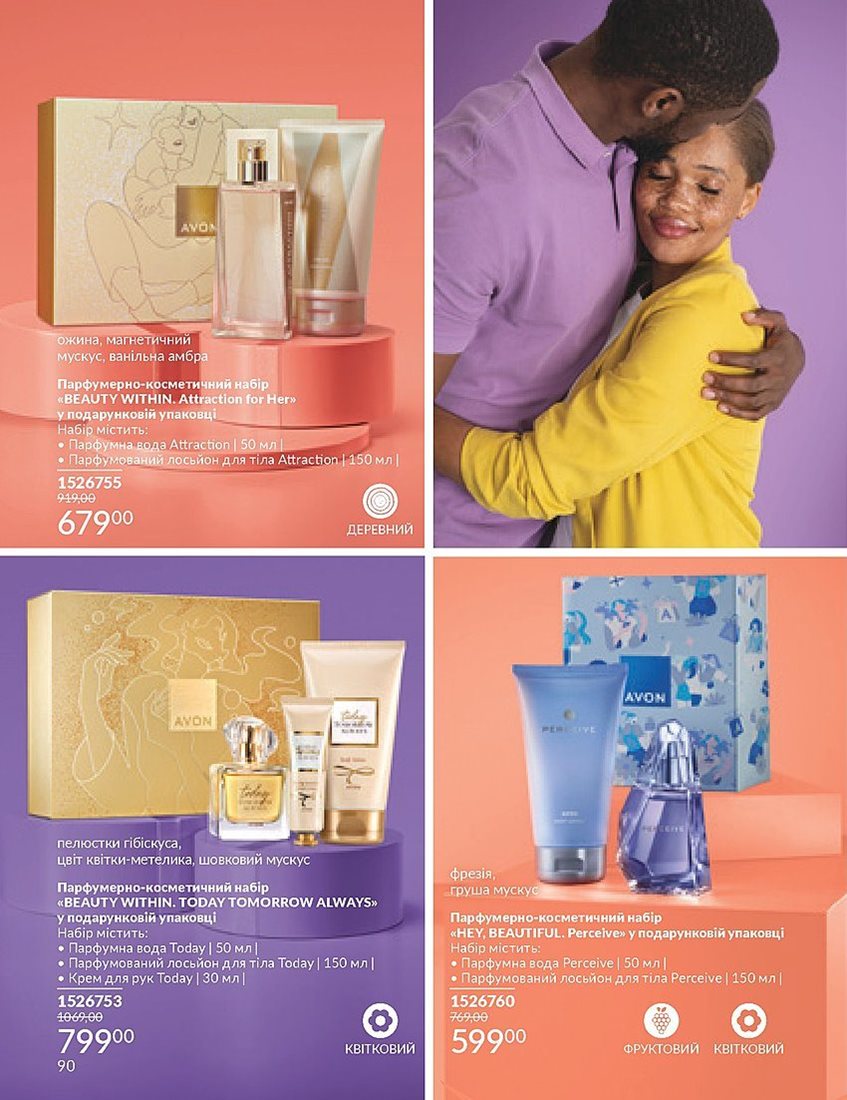 AVON
ожина, магнетичний
мускус, ванільна амбра
Парфумерно-косметичний набір
«BEAUTY WITHIN. Attraction for Her»
у подарунковій упаковці
Набір містить:
• Парфумна вода Attraction | 50 мл |
• Парфумований лосьйон для тіла Attraction | 150 мл |
1526755
919,00
67900
ДЕРЕВНИЙ
AVON
today
TOMORROW
ALWAYS
today
пелюстки гібіскуса,
цвіт квітки-метелика, шовковий мускус
Парфумерно-косметичний набір
«BEAUTY WITHIN. TODAY TOMORROW ALWAYS»
у подарунковій упаковці
Набір містить:
• Парфумна вода Today | 50 мл |
• Парфумований лосьйон для тіла Today | 150 мл |
• Крем для рук Today | 30 мл |
1526753
1069,00
79900
КВІТКОВИЙ
90
A
AVON
PERCEIVE
PERCEIVE
фрезія,
груша мускус
Парфумерно-косметичний набір
«HEY, BEAUTIFUL. Perceive» у подарунковій упаковці
Набір містить:
• Парфумна вода Perceive | 50 мл |
• Парфумований лосьйон для тіла Perceive | 150 мл |
1526760
769,00
59900
ФРУКТОВИЙ
КВІТКОВИЙ